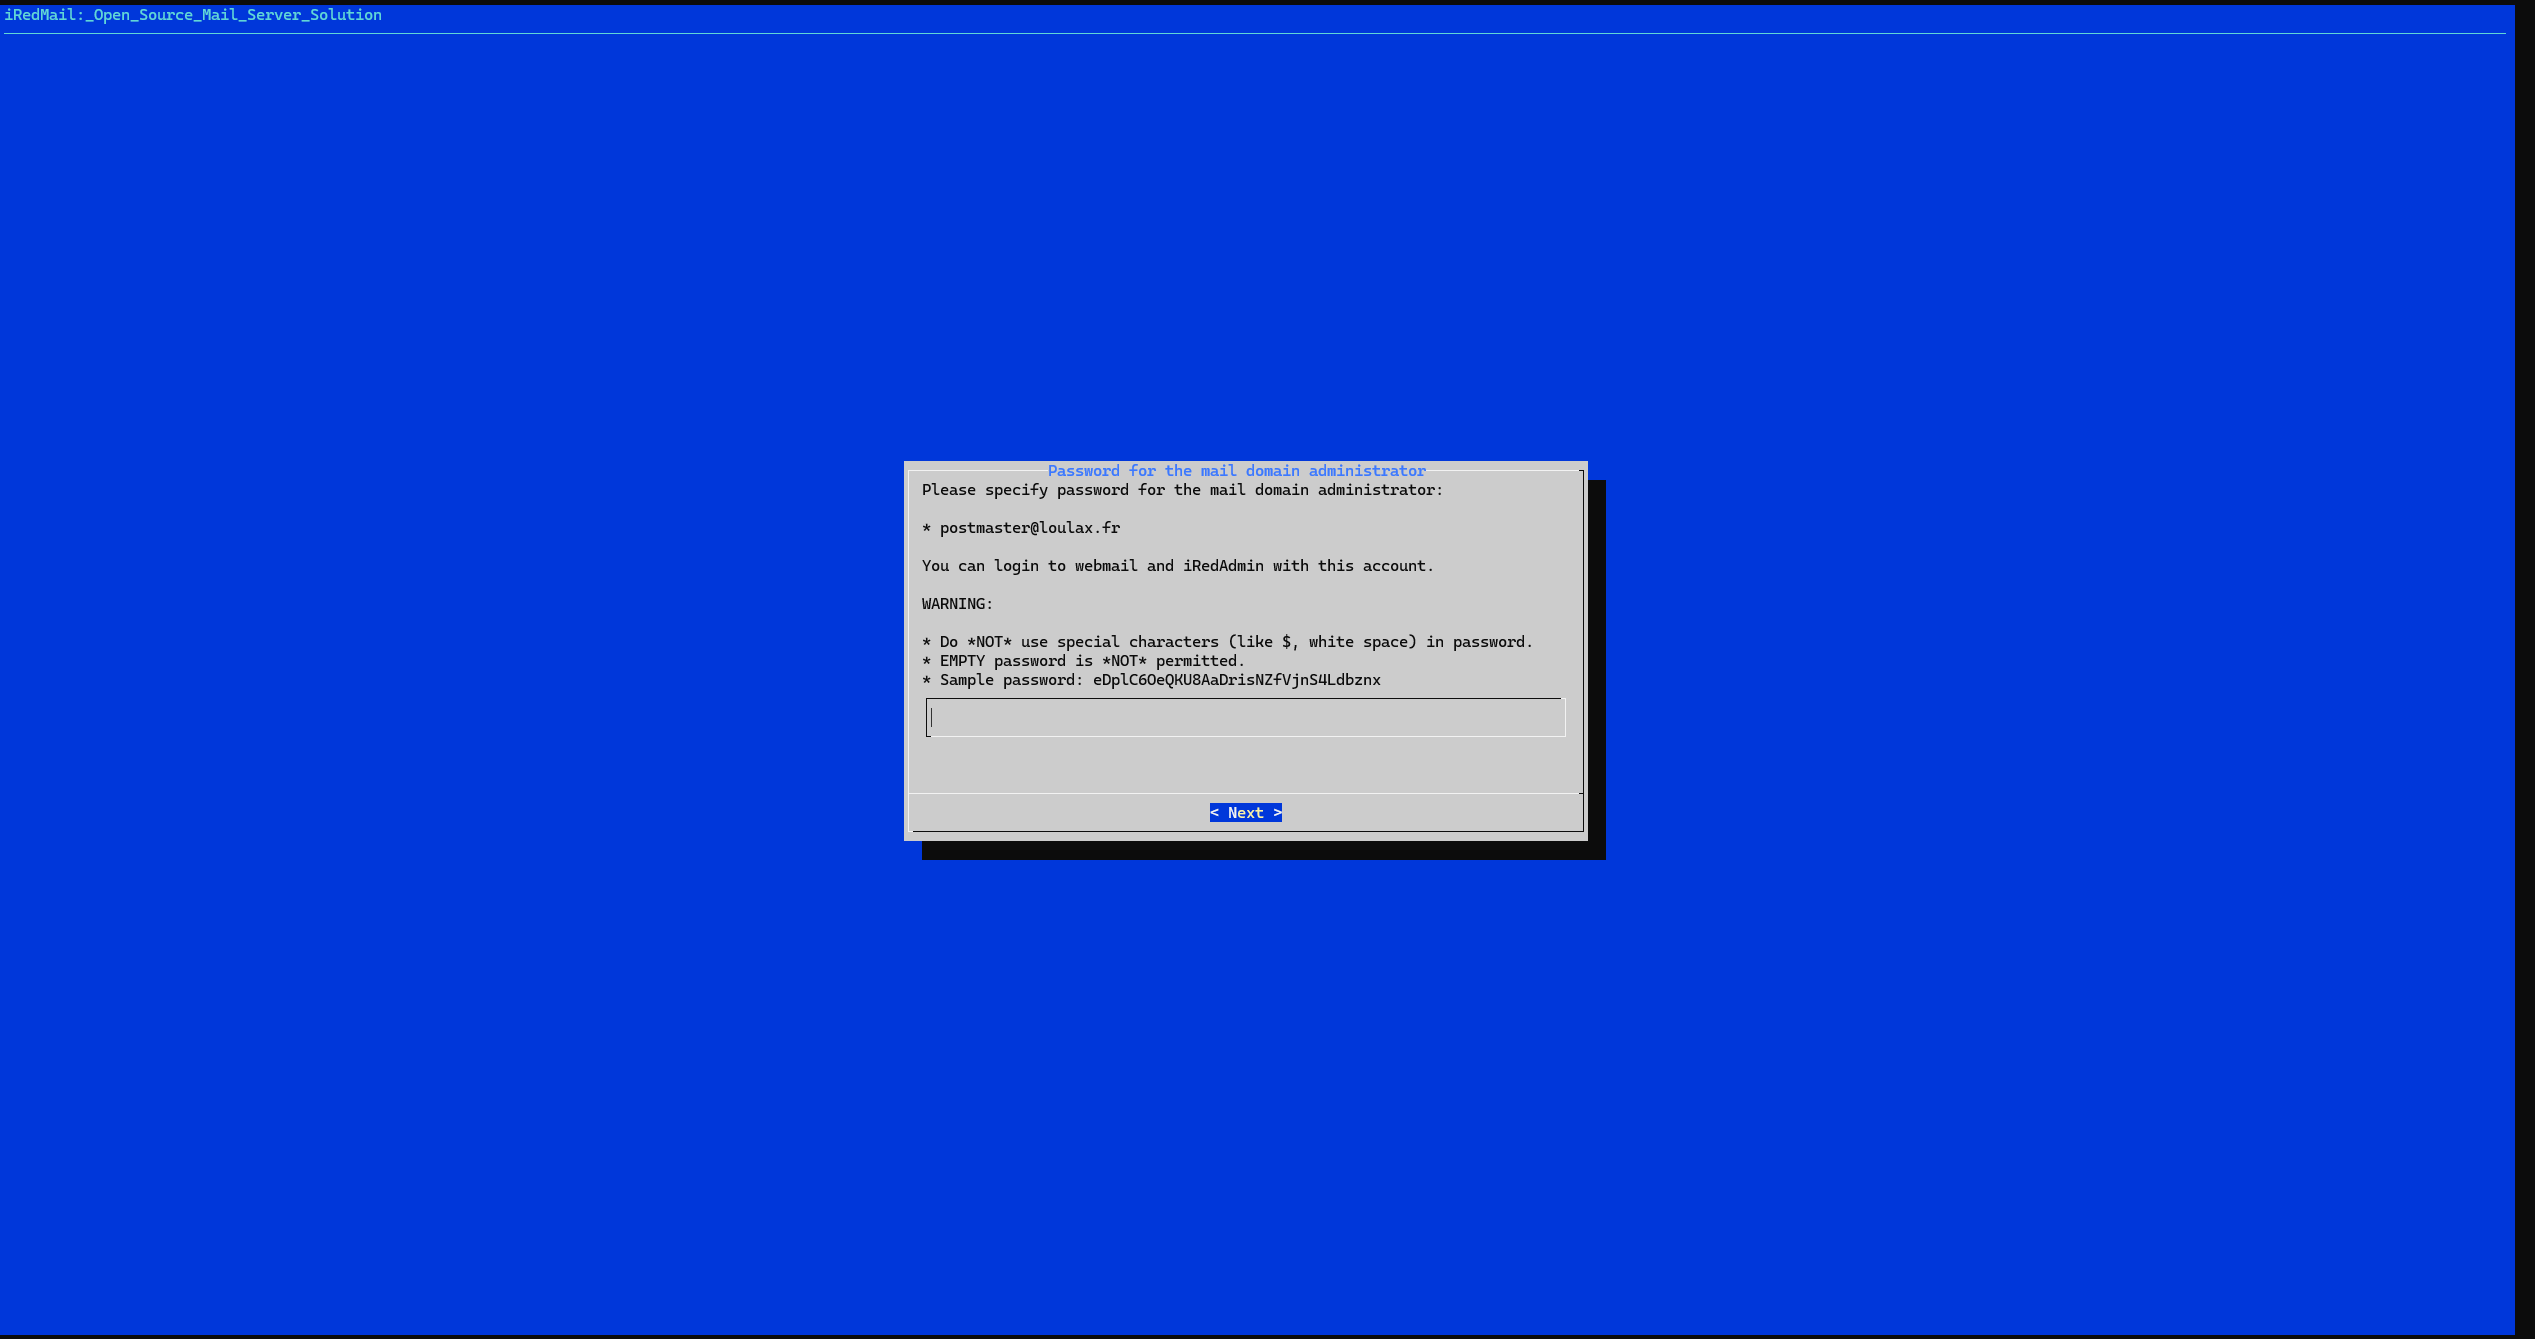 iRedMail:_Open_Source_Mail_Server_Solution
Password for the mail domain administrator
Please specify password for the mail domain administrator:
* postmaster@loulax.fr
You can login to webmail and iRedAdmin with this account.
WARNING:
* Do *NOT* use special characters (like $, white space) in password.
* EMPTY password is *NOT* permitted.
* Sample password: eDplC6OeQKU8AaDrisNZfVjnS4Ldbznx
< Next >